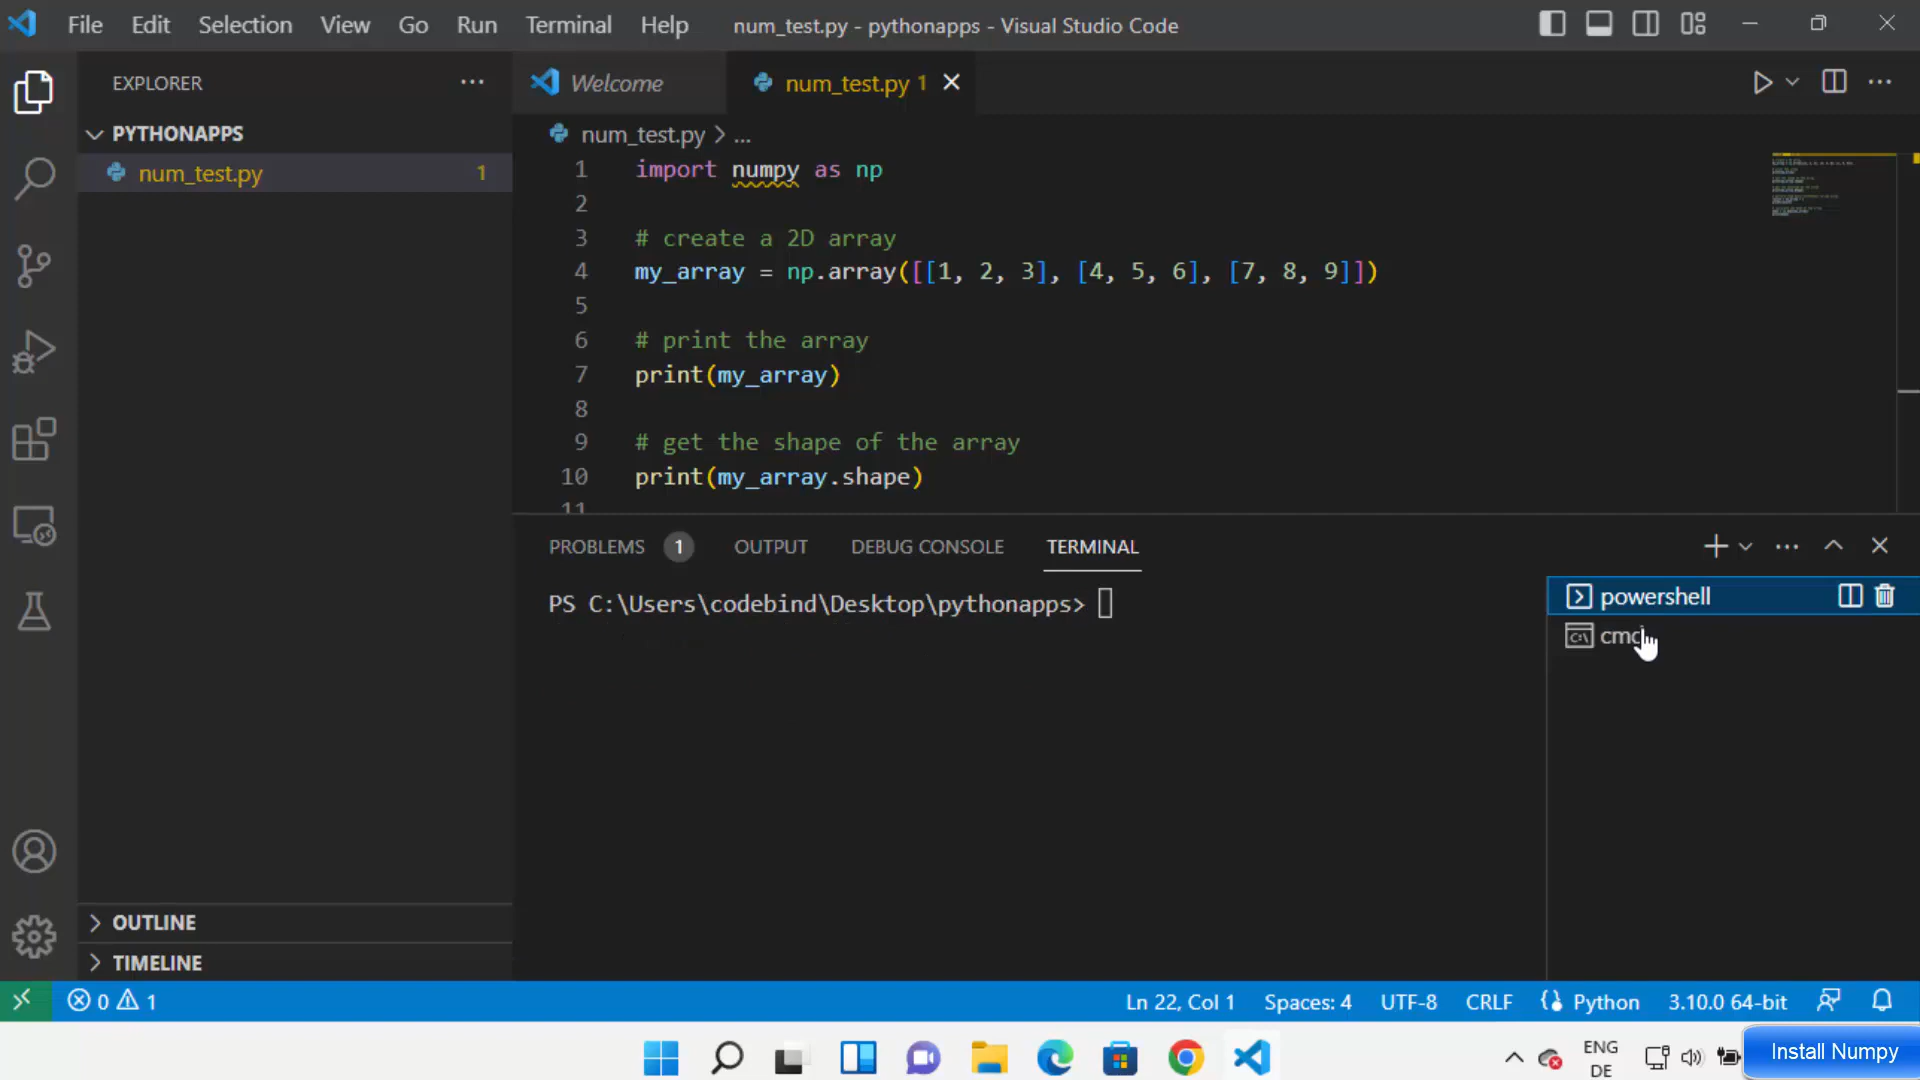 File Edit Selection View Go Run Terminal Help num_test.py - pythonapps - Visual Studio Code
EXPLORER ...
PYTHONAPPS
num_test.py 1
Welcome num_test.py 1
num_test.py > ...
1 import numpy as np
2
3 # create a 2D array
4 my_array = np.array([[1, 2, 3], [4, 5, 6], [7, 8, 9]])
5
6 # print the array
7 print(my_array)
8
9 # get the shape of the array
10 print(my_array.shape)
11
PROBLEMS 1 OUTPUT DEBUG CONSOLE TERMINAL
PS C:\Users\codebind\Desktop\pythonapps>
powershell
cmd
OUTLINE
TIMELINE
0 1 Ln 22, Col 1 Spaces: 4 UTF-8 CRLF Python 3.10.0 64-bit
ENG
DE
Install Numpy